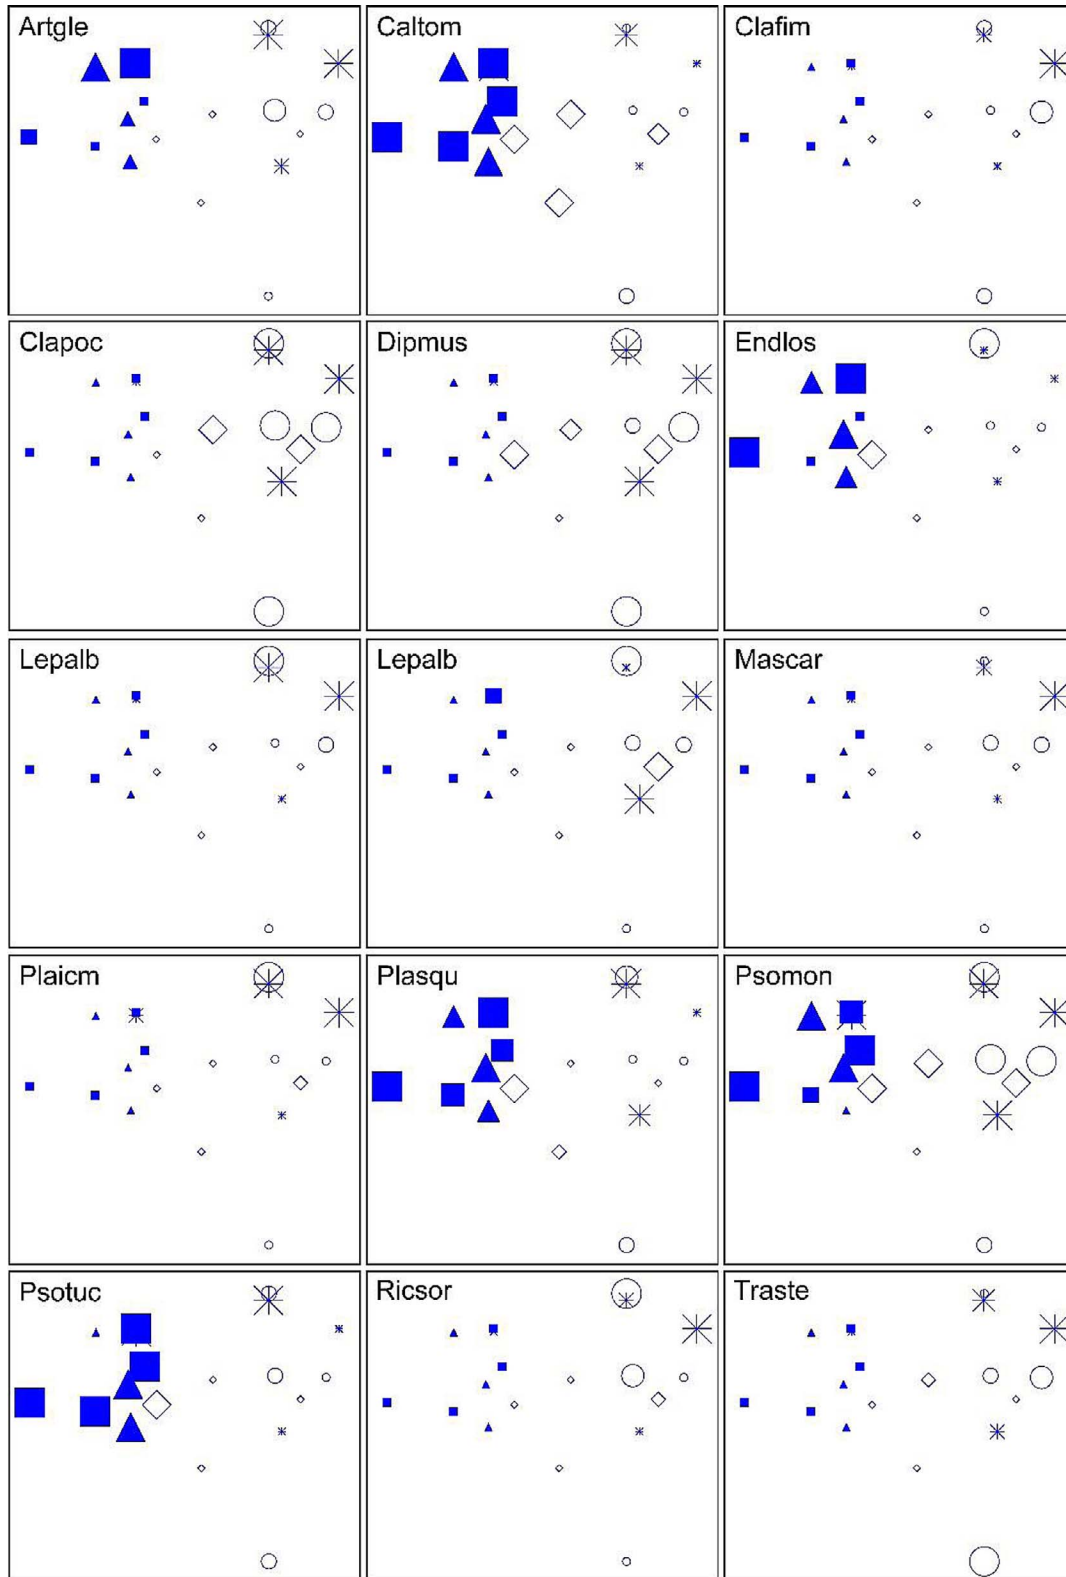 Artgle
Caltom
Clafim
Clapoc
Dipmus
Endlos
Lepalb
Lepalb
Mascar
Plaicm
Plasqu
Psomon
Psotuc
Ricsor
Traste